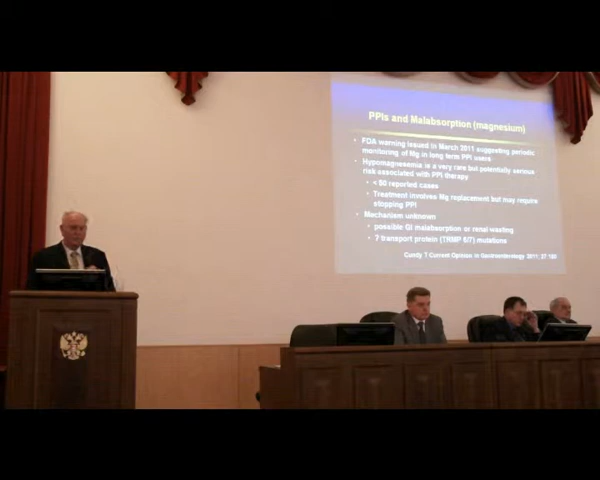 PPIs and Malabsorption (magnesium)
• FDA warning issued in March 2011 suggesting periodic
monitoring of Mg in long term PPI users
• Hypomagnesemia is a very rare but potentially serious
risk associated with PPI therapy
• < 50 reported cases
• Treatment involves Mg replacement but may require
stopping PPI
• Mechanism unknown
• possible GI malabsorption or renal wasting
• ? transport protein (TRMP 6/7) mutations
T Current Opinion in Gastroenterology 2011; 27